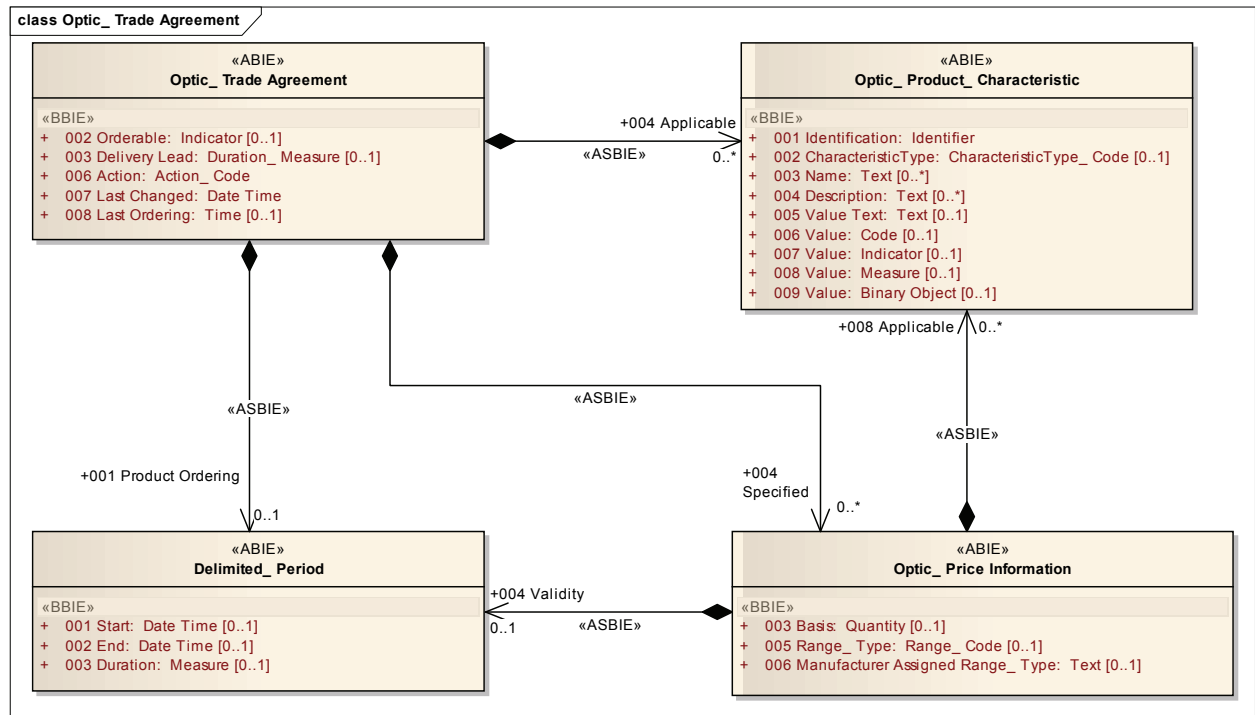 class Optic_ Trade Agreement
«ABIE»
Optic_ Trade Agreement
«BBIE»
+ 002 Orderable: Indicator [0..1]
+ 003 Delivery Lead: Duration_ Measure [0..1]
+ 006 Action: Action_ Code
+ 007 Last Changed: Date Time
+ 008 Last Ordering: Time [0..1]
«ABIE»
Optic_ Product_ Characteristic
«BBIE»
+ 001 Identification: Identifier
+ 002 CharacteristicType: CharacteristicType_ Code [0..1]
+ 003 Name: Text [0..*]
+ 004 Description: Text [0..*]
+ 005 Value Text: Text [0..1]
+ 006 Value: Code [0..1]
+ 007 Value: Indicator [0..1]
+ 008 Value: Measure [0..1]
+ 009 Value: Binary Object [0..1]
+004 Applicable
«ASBIE»
0..*
+008 Applicable
0..*
«ASBIE»
«ASBIE»
«ASBIE»
+001 Product Ordering
0..1
+004
Specified
0..*
«ABIE»
Delimited_ Period
«BBIE»
+ 001 Start: Date Time [0..1]
+ 002 End: Date Time [0..1]
+ 003 Duration: Measure [0..1]
+004 Validity
0..1
«ASBIE»
«ABIE»
Optic_ Price Information
«BBIE»
+ 003 Basis: Quantity [0..1]
+ 005 Range_ Type: Range_ Code [0..1]
+ 006 Manufacturer Assigned Range_ Type: Text [0..1]